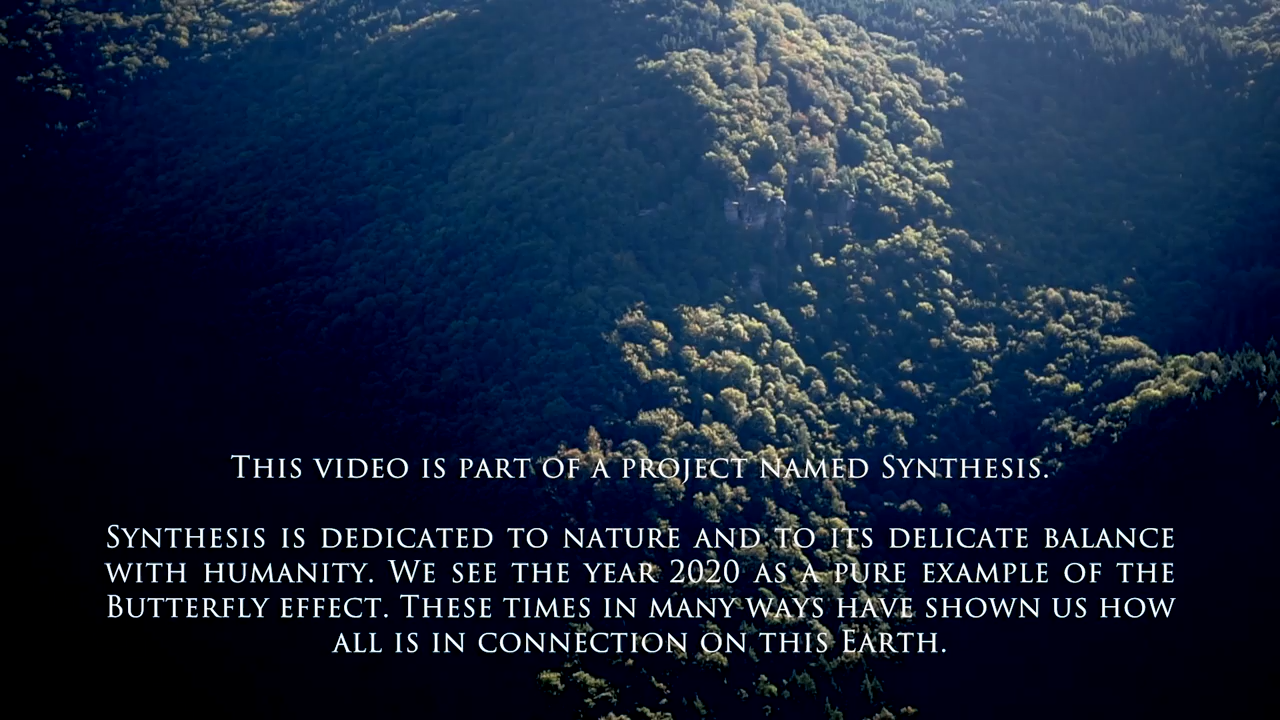 This video is part of a project named Synthesis.
Synthesis is dedicated to nature and to its delicate balance
with humanity. We see the year 2020 as a pure example of the
Butterfly effect. These times in many ways have shown us how
all is in connection on this Earth.